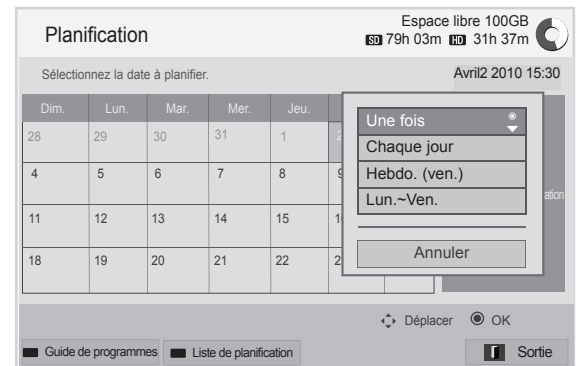 Planification
Espace libre 100GB
SD 79h 03m HD 31h 37m
Sélectionnez la date à planifier.
Avril2 2010 15:30
Dim. Lun. Mar. Mer. Jeu.
28 29 30 31 1 2
4 5 6 7 8 9
11 12 13 14 15
18 19 20 21 22
Une fois
Chaque jour
Hebdo. (ven.)
Lun.~Ven.
Annuler
Déplacer OK
Guide de programmes Liste de planification Sortie